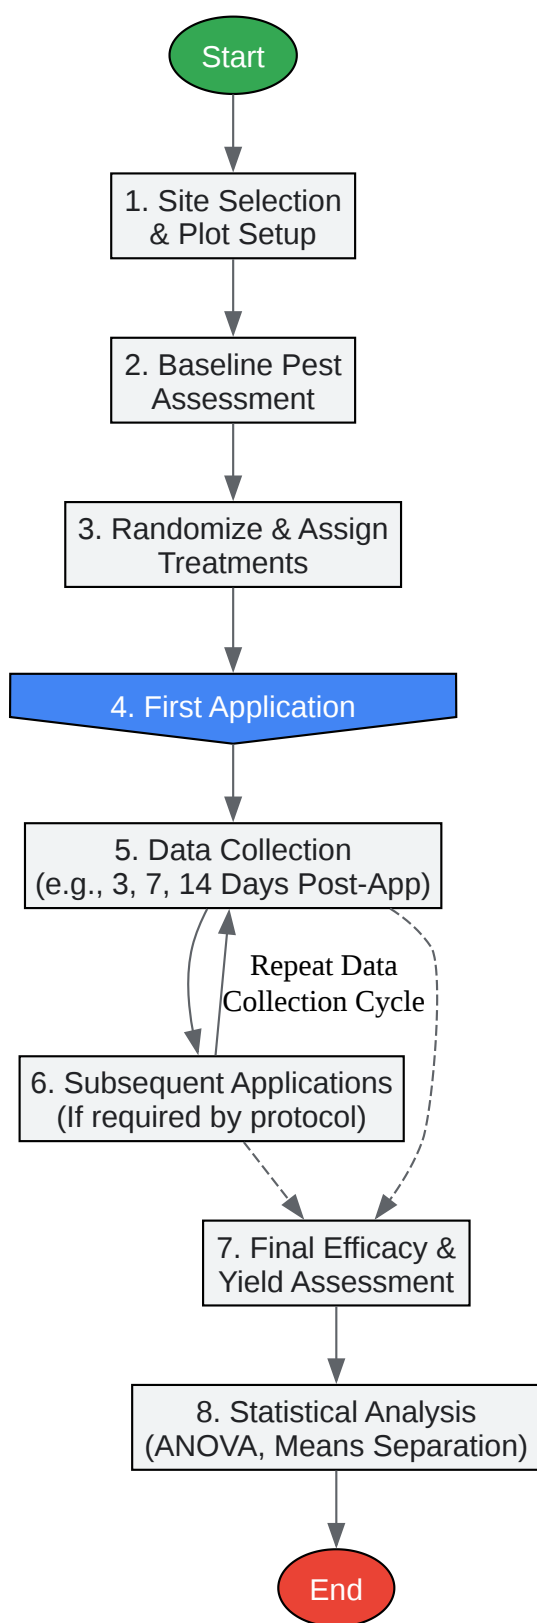 Start
1. Site Selection
& Plot Setup
2. Baseline Pest
Assessment
3. Randomize & Assign
Treatments
4. First Application
5. Data Collection
(e.g., 3, 7, 14 Days Post-App)
Repeat Data
Collection Cycle
6. Subsequent Applications
(If required by protocol)
7. Final Efficacy &
Yield Assessment
8. Statistical Analysis
(ANOVA, Means Separation)
End